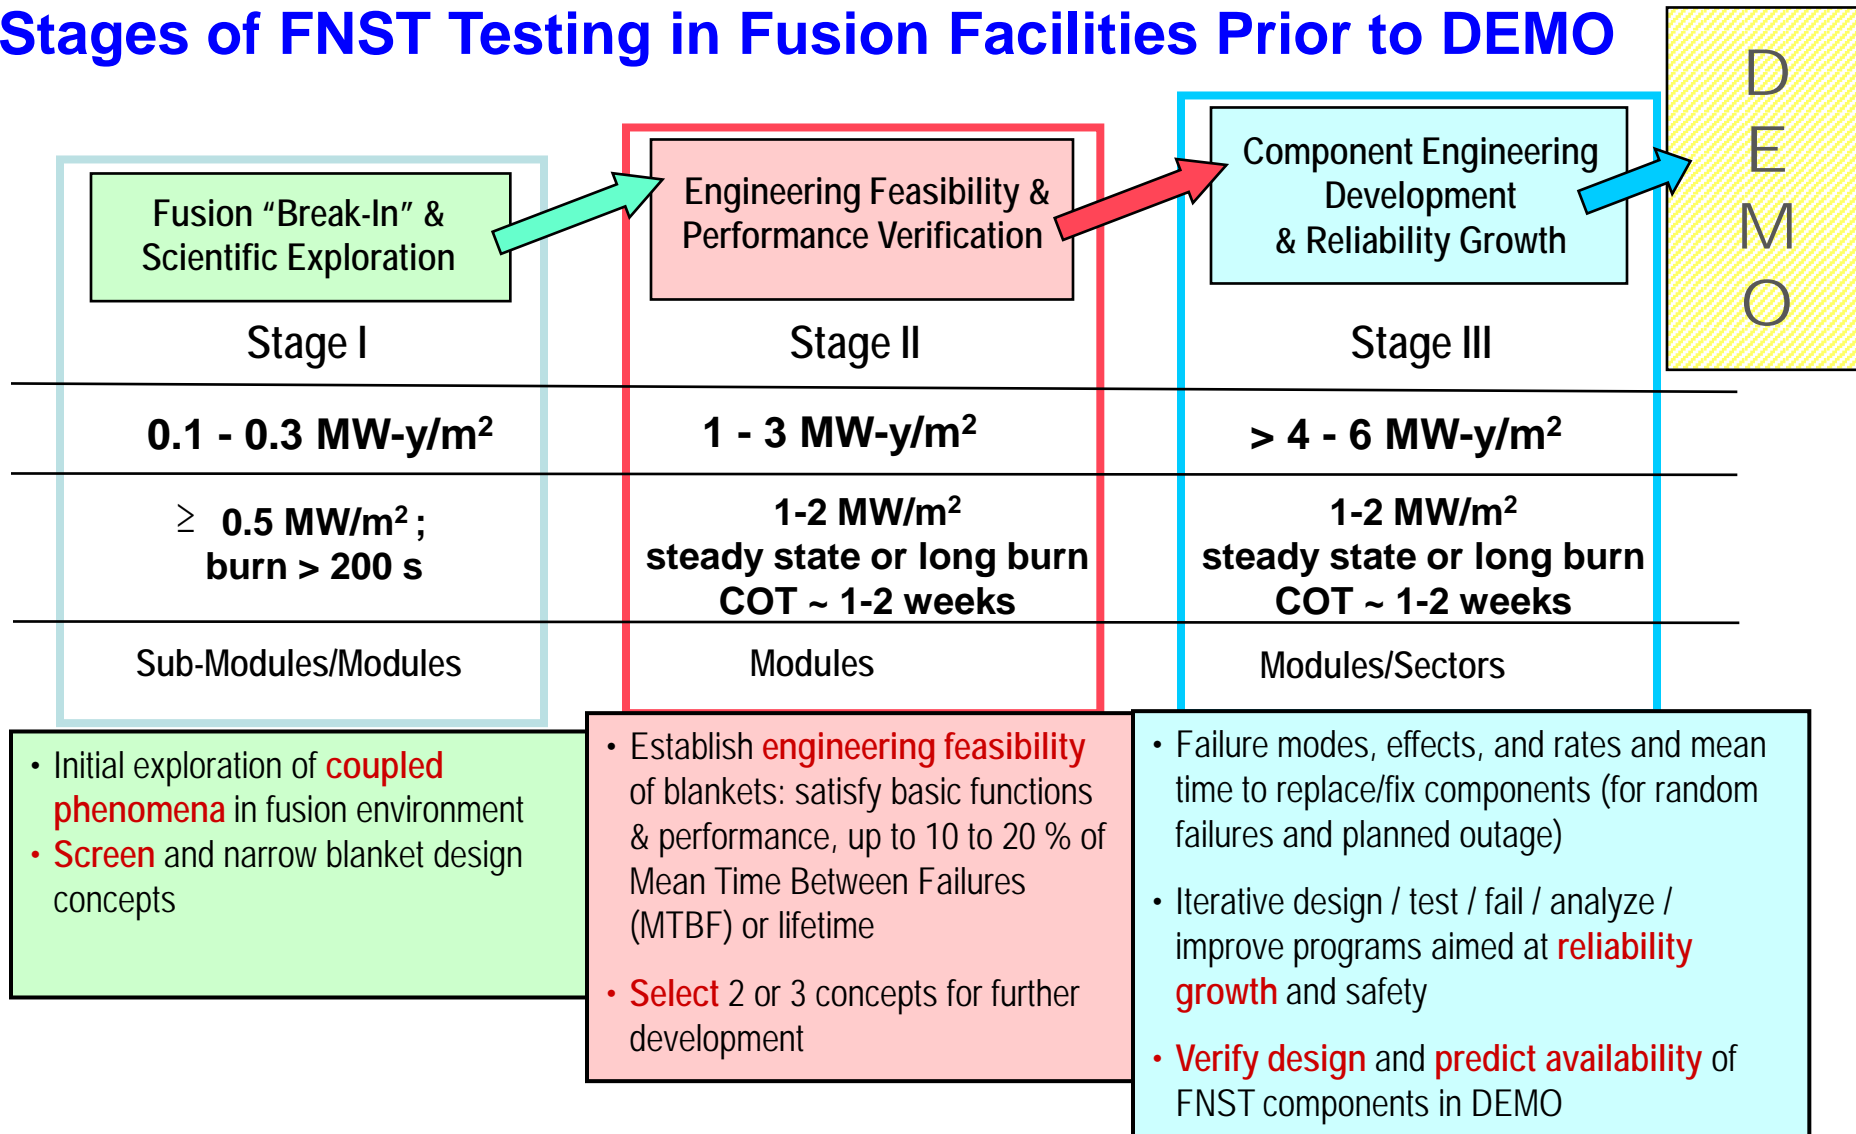 Stages of FNST Testing in Fusion Facilities Prior to DEMO
D
E
M
O
Fusion “Break-In” &
Scientific Exploration
Engineering Feasibility &
Performance Verification
Component Engineering
Development
& Reliability Growth
Stage I
Stage II
Stage III
0.1 - 0.3 MW-y/m²
1 - 3 MW-y/m²
> 4 - 6 MW-y/m²
≥ 0.5 MW/m² ;
burn > 200 s
1-2 MW/m²
steady state or long burn
COT ~ 1-2 weeks
1-2 MW/m²
steady state or long burn
COT ~ 1-2 weeks
Sub-Modules/Modules
Modules
Modules/Sectors
• Initial exploration of coupled
phenomena in fusion environment
• Screen and narrow blanket design
concepts
• Establish engineering feasibility
of blankets: satisfy basic functions
& performance, up to 10 to 20 % of
Mean Time Between Failures
(MTBF) or lifetime
• Select 2 or 3 concepts for further
development
• Failure modes, effects, and rates and mean
time to replace/fix components (for random
failures and planned outage)
• Iterative design / test / fail / analyze /
improve programs aimed at reliability
growth and safety
• Verify design and predict availability of
FNST components in DEMO